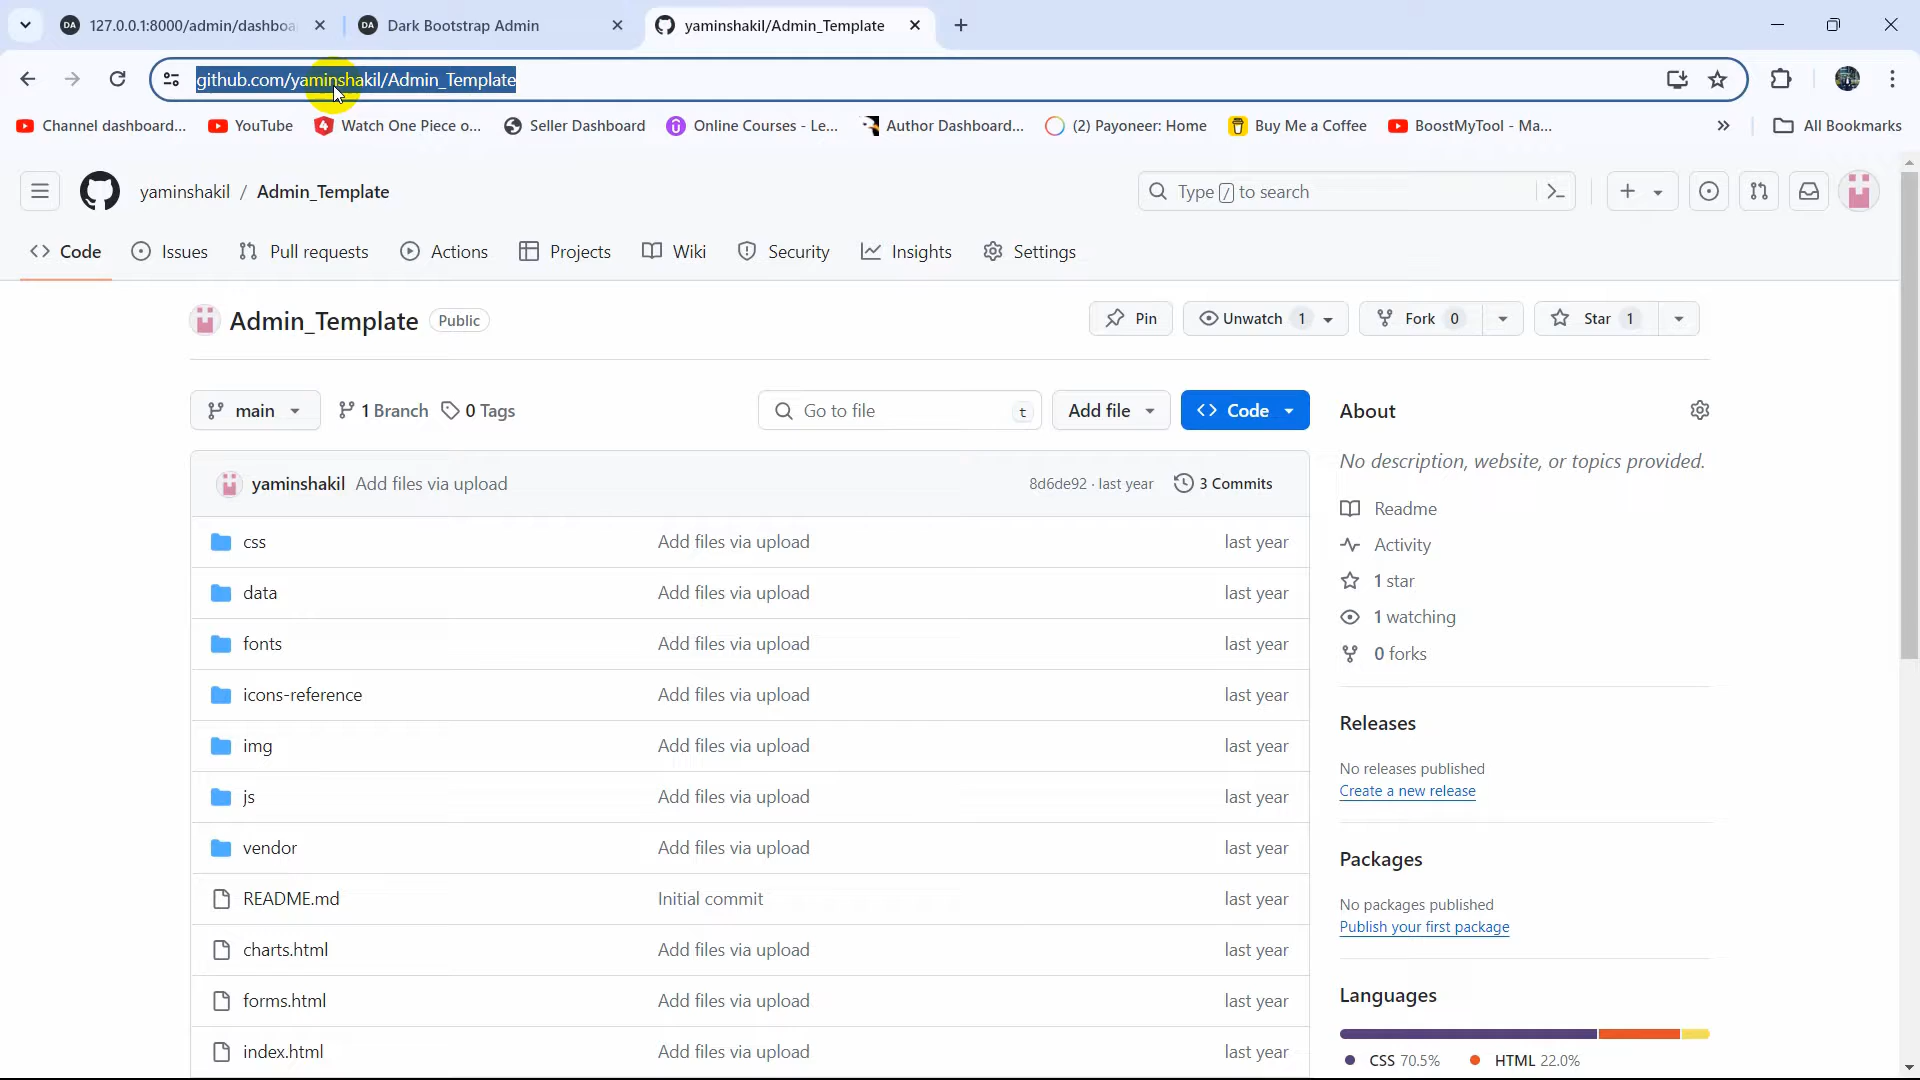 127.0.0.1:8000/admin/dashboa
Dark Bootstrap Admin
yaminshakil/Admin_Template
github.com/yaminshakil/Admin_Template
Channel dashboard...
YouTube
Watch One Piece o...
Seller Dashboard
Online Courses - Le...
Author Dashboard...
(2) Payoneer: Home
Buy Me a Coffee
BoostMyTool - Ma...
All Bookmarks
yaminshakil / Admin_Template
Type / to search
Code
Issues
Pull requests
Actions
Projects
Wiki
Security
Insights
Settings
Admin_Template
Public
Pin
Unwatch 1
Fork 0
Star 1
main
1 Branch
0 Tags
Go to file
t
Add file
Code
About
No description, website, or topics provided.
yaminshakil Add files via upload
8d6de92 · last year
3 Commits
css Add files via upload last year
data Add files via upload last year
fonts Add files via upload last year
icons-reference Add files via upload last year
img Add files via upload last year
js Add files via upload last year
vendor Add files via upload last year
README.md Initial commit last year
charts.html Add files via upload last year
forms.html Add files via upload last year
index.html Add files via upload last year
Readme
Activity
1 star
1 watching
0 forks
Releases
No releases published
Create a new release
Packages
No packages published
Publish your first package
Languages
CSS 70.5%
HTML 22.0%